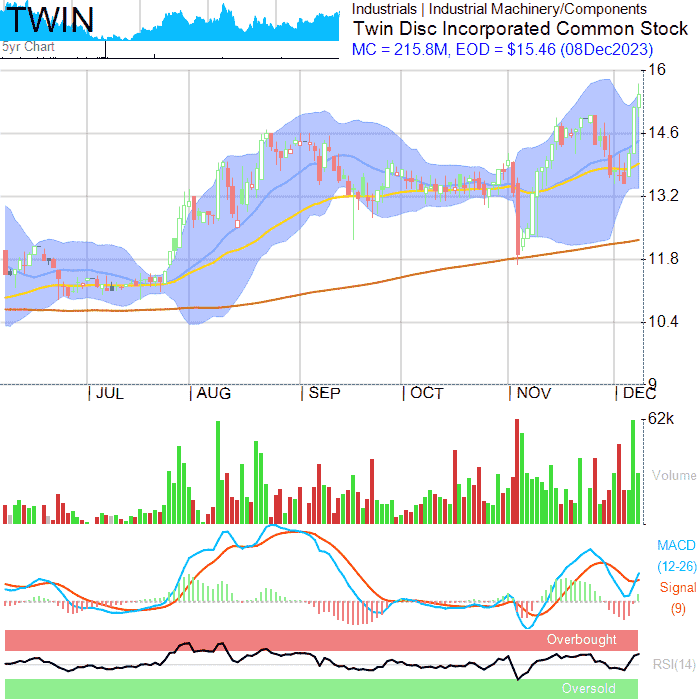 TWIN
5yr Chart
Industrials | Industrial Machinery/Components
Twin Disc Incorporated Common Stock
MC = 215.8M, EOD = $15.46 (08Dec2023)
16
14.6
13.2
11.8
10.4
9
JUL AUG SEP OCT NOV DEC
62k
Volume
MACD
(12-26)
Signal
(9)
Overbought
RSI(14)
Oversold